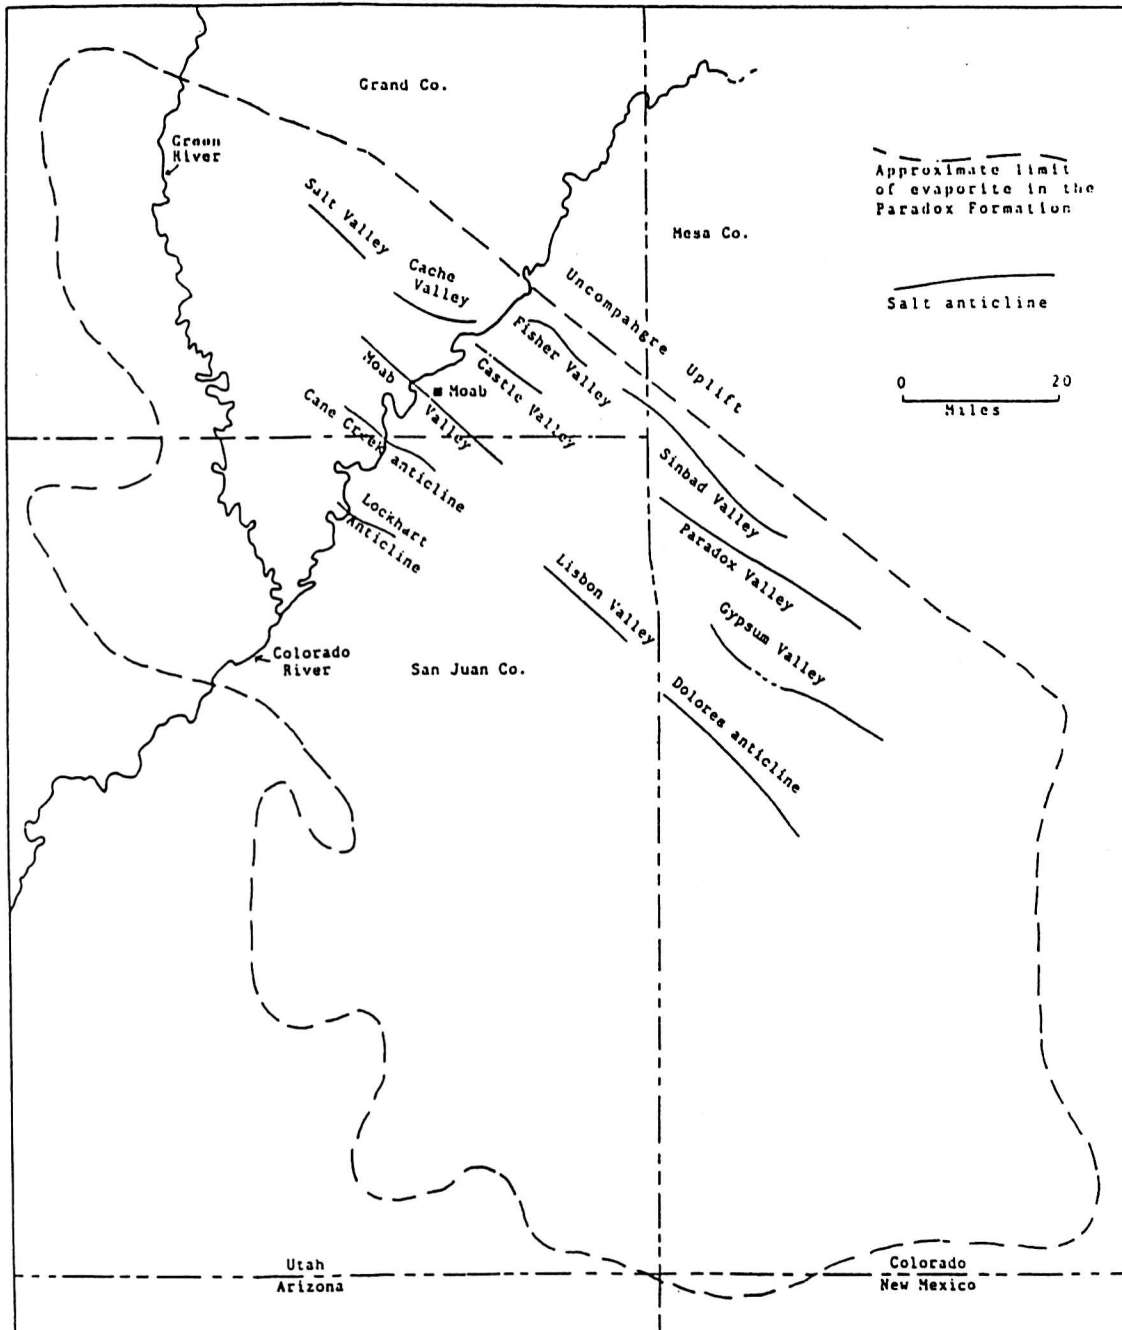 Grand Co.
Green
River
Approximate limit
of evaporite in the
Paradox Formation
Salt Valley
Mesa Co.
Cache
Valley
Uncompahgre Uplift
Salt anticline
Fisher Valley
Moab Valley
Castle Valley
Moab
0 20
Miles
Cane
Creek anticline
Sinbad Valley
Lockhart
Anticline
Paradox Valley
Lisbon Valley
Gypsum Valley
Colorado
River
San Juan Co.
Dolores anticline
Utah
Arizona
Colorado
New Mexico